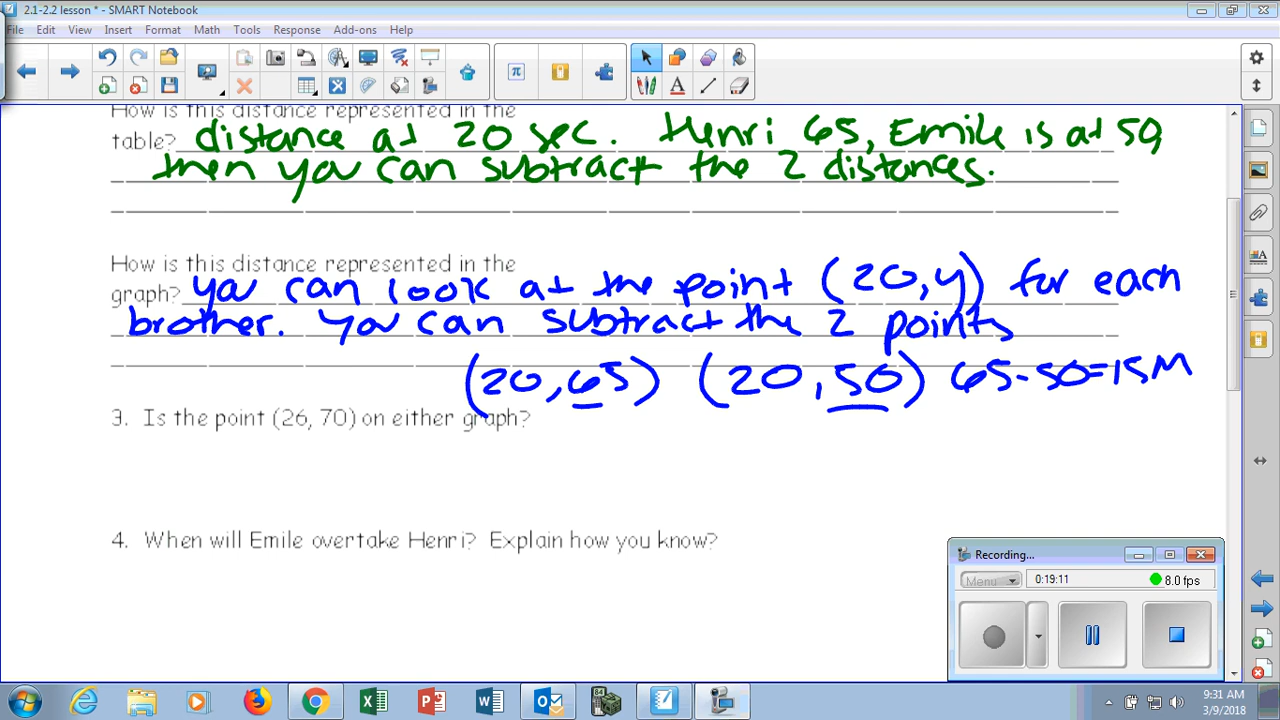 2.1-2.2 lesson * - SMART Notebook
File Edit View Insert Format Math Tools Response Add-ons Help
How is this distance represented in the
table? distance at 20 sec. Henri 65, Emile is at 50,
then you can subtract the 2 distances.
How is this distance represented in the
graph? you can look at the point (20,y) for each
brother. You can subtract the 2 points
(20,65) (20,50) 65-50=15M
3. Is the point (26, 70) on either graph?
4. When will Emile overtake Henri? Explain how you know?
Recording...
Menu 0:19:11 8.0 fps
9:31 AM
3/9/2018